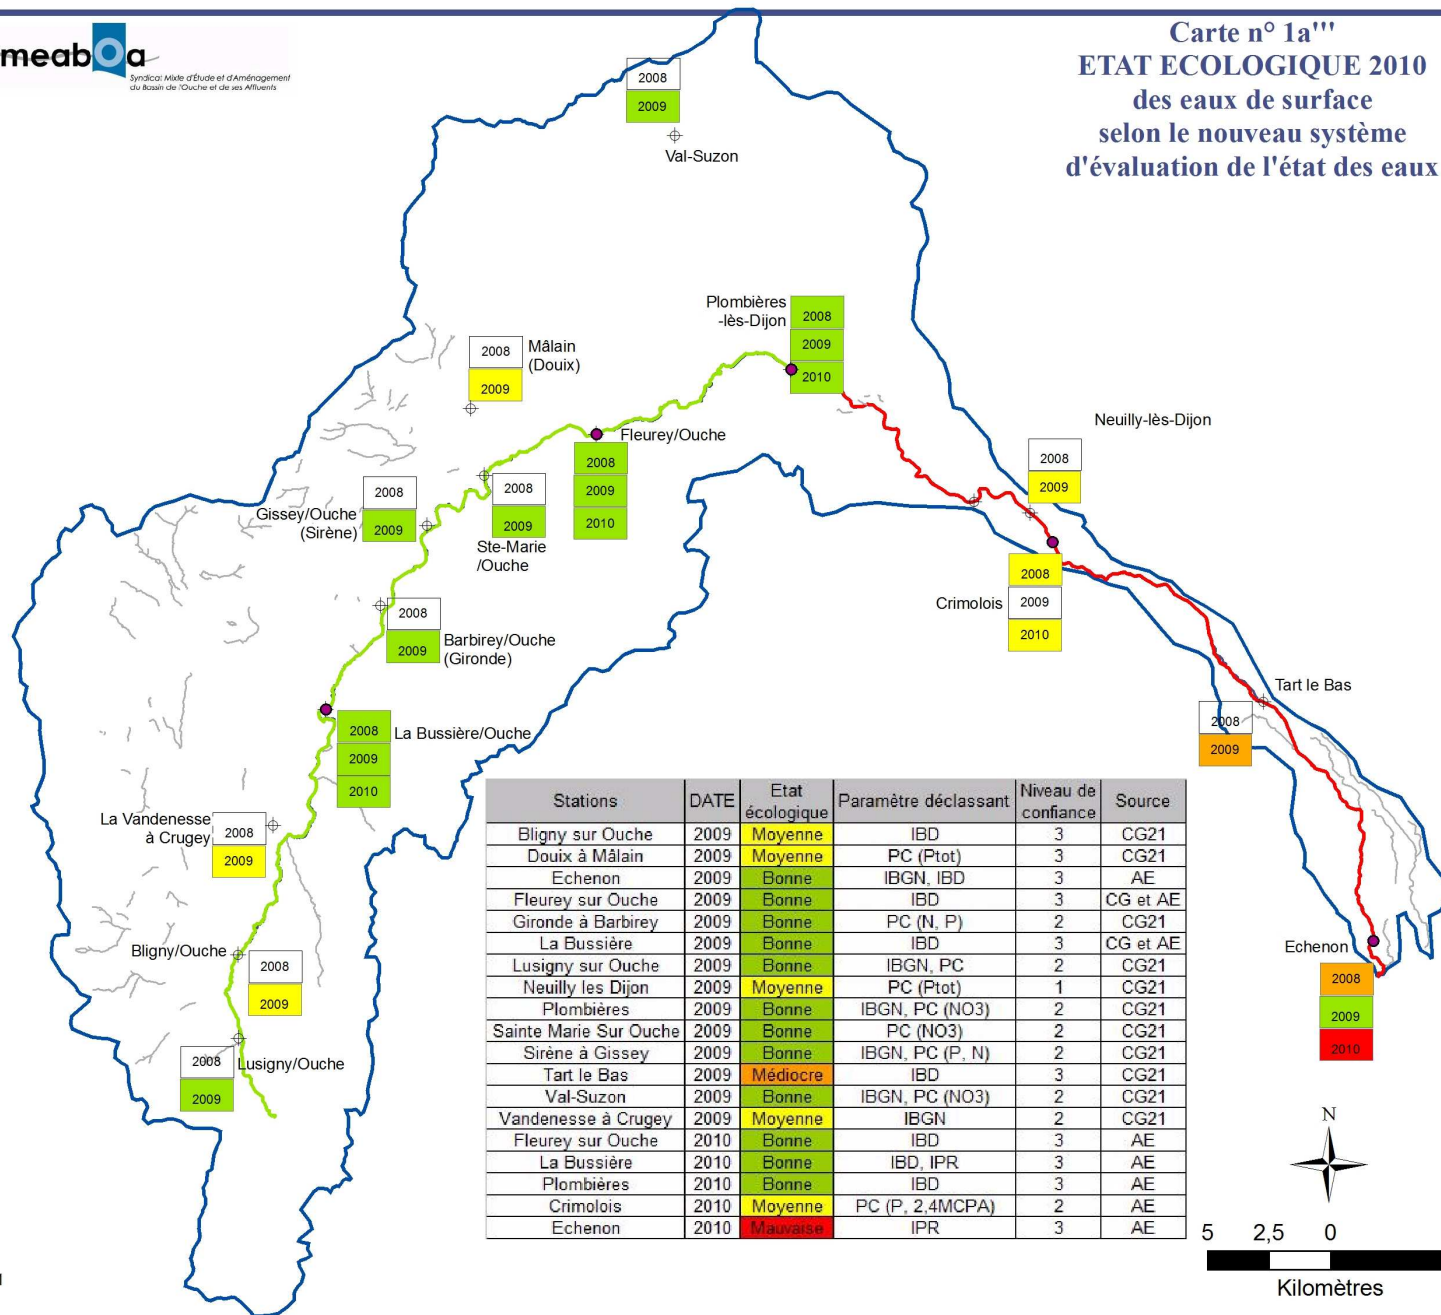 meabOa
Syndicat Mixte d'Étude et d'Aménagement
du Bassin de l'Ouche et de ses Affluents
Carte n° 1a'''
ETAT ECOLOGIQUE 2010
des eaux de surface
selon le nouveau système
d'évaluation de l'état des eaux
2008
2009
Val-Suzon
Plombières
-lès-Dijon
2008
2009
2010
2008
2009
Mâlain
(Douix)
Fleurey/Ouche
2008
2009
2010
Neuilly-lès-Dijon
2008
2009
2008
2009
Gissey/Ouche
(Sirène)
2008
2009
Ste-Marie
/Ouche
2008
2009
2010
Crimolois
2008
2009
Barbirey/Ouche
(Gironde)
Tart le Bas
2008
2009
2008
2009
2010
La Bussière/Ouche
La Vandenesse
à Crugey
2008
2009
Bligny/Ouche
2008
2009
2008
2009
Lusigny/Ouche
Echenon
2008
2009
2010
Stations DATE Etat écologique Paramètre déclassant Niveau de confiance Source
Bligny sur Ouche 2009 Moyenne IBD 3 CG21
Douix à Mâlain 2009 Moyenne PC (Ptot) 3 CG21
Echenon 2009 Bonne IBGN, IBD 3 AE
Fleurey sur Ouche 2009 Bonne IBD 3 CG et AE
Gironde à Barbirey 2009 Bonne PC (N, P) 2 CG21
La Bussière 2009 Bonne IBD 3 CG et AE
Lusigny sur Ouche 2009 Bonne IBGN, PC 2 CG21
Neuilly les Dijon 2009 Moyenne PC (Ptot) 1 CG21
Plombières 2009 Bonne IBGN, PC (NO3) 2 CG21
Sainte Marie Sur Ouche 2009 Bonne PC (NO3) 2 CG21
Sirène à Gissey 2009 Bonne IBGN, PC (P, N) 2 CG21
Tart le Bas 2009 Médiocre IBD 3 CG21
Val-Suzon 2009 Bonne IBGN, PC (NO3) 2 CG21
Vandenesse à Crugey 2009 Moyenne IBGN 2 CG21
Fleurey sur Ouche 2010 Bonne IBD 3 AE
La Bussière 2010 Bonne IBD, IPR 3 AE
Plombières 2010 Bonne IBD 3 AE
Crimolois 2010 Moyenne PC (P, 2,4MCPA) 2 AE
Echenon 2010 Mauvaise IPR 3 AE
N
5 2,5 0
Kilomètres